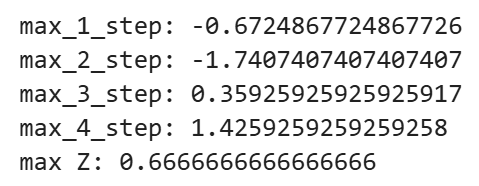 max_1_step: -0.6724867724867726
max_2_step: -1.7407407407407407
max_3_step: 0.35925925925925917
max_4_step: 1.4259259259259258
max Z: 0.6666666666666666